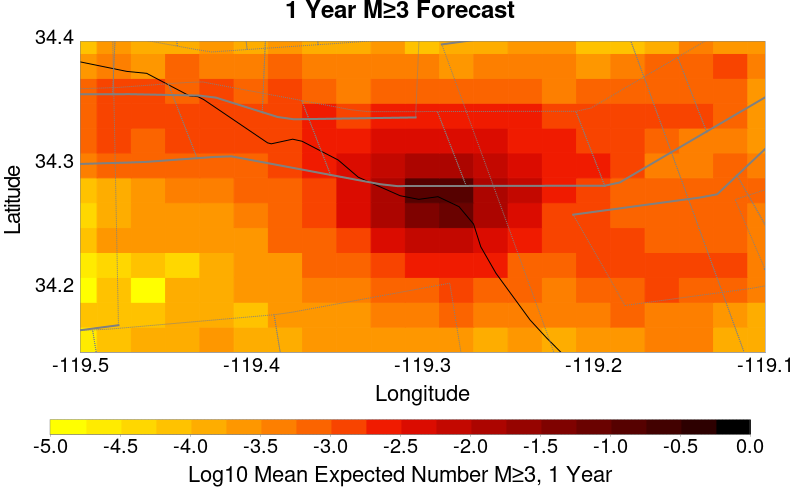 1 Year M≥3 Forecast
34.4
34.3
34.2
Latitude
-119.5 -119.4 -119.3 -119.2 -119.1
Longitude
-5.0 -4.5 -4.0 -3.5 -3.0 -2.5 -2.0 -1.5 -1.0 -0.5 0.0
Log10 Mean Expected Number M≥3, 1 Year